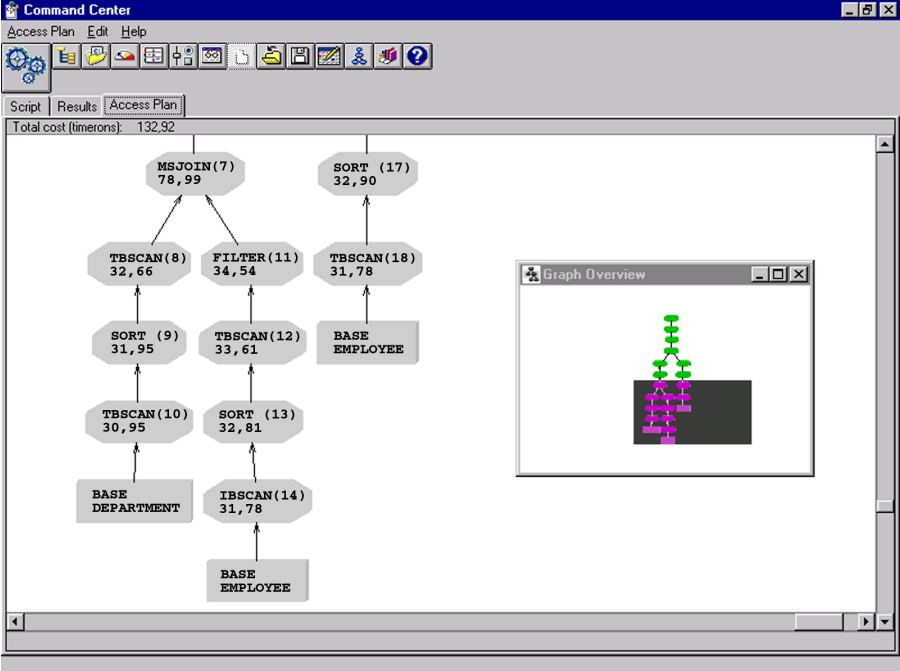 Command Center
Access Plan Edit Help
Script Results Access Plan
Total cost (timerons): 132,92
MSJOIN(7)
78,99
SORT (17)
32,90
TBSCAN(8)
32,66
FILTER(11)
34,54
TBSCAN(18)
31,78
Graph Overview
SORT (9)
31,95
TBSCAN(12)
33,61
BASE
EMPLOYEE
TBSCAN(10)
30,95
SORT (13)
32,81
BASE
DEPARTMENT
IBSCAN(14)
31,78
BASE
EMPLOYEE